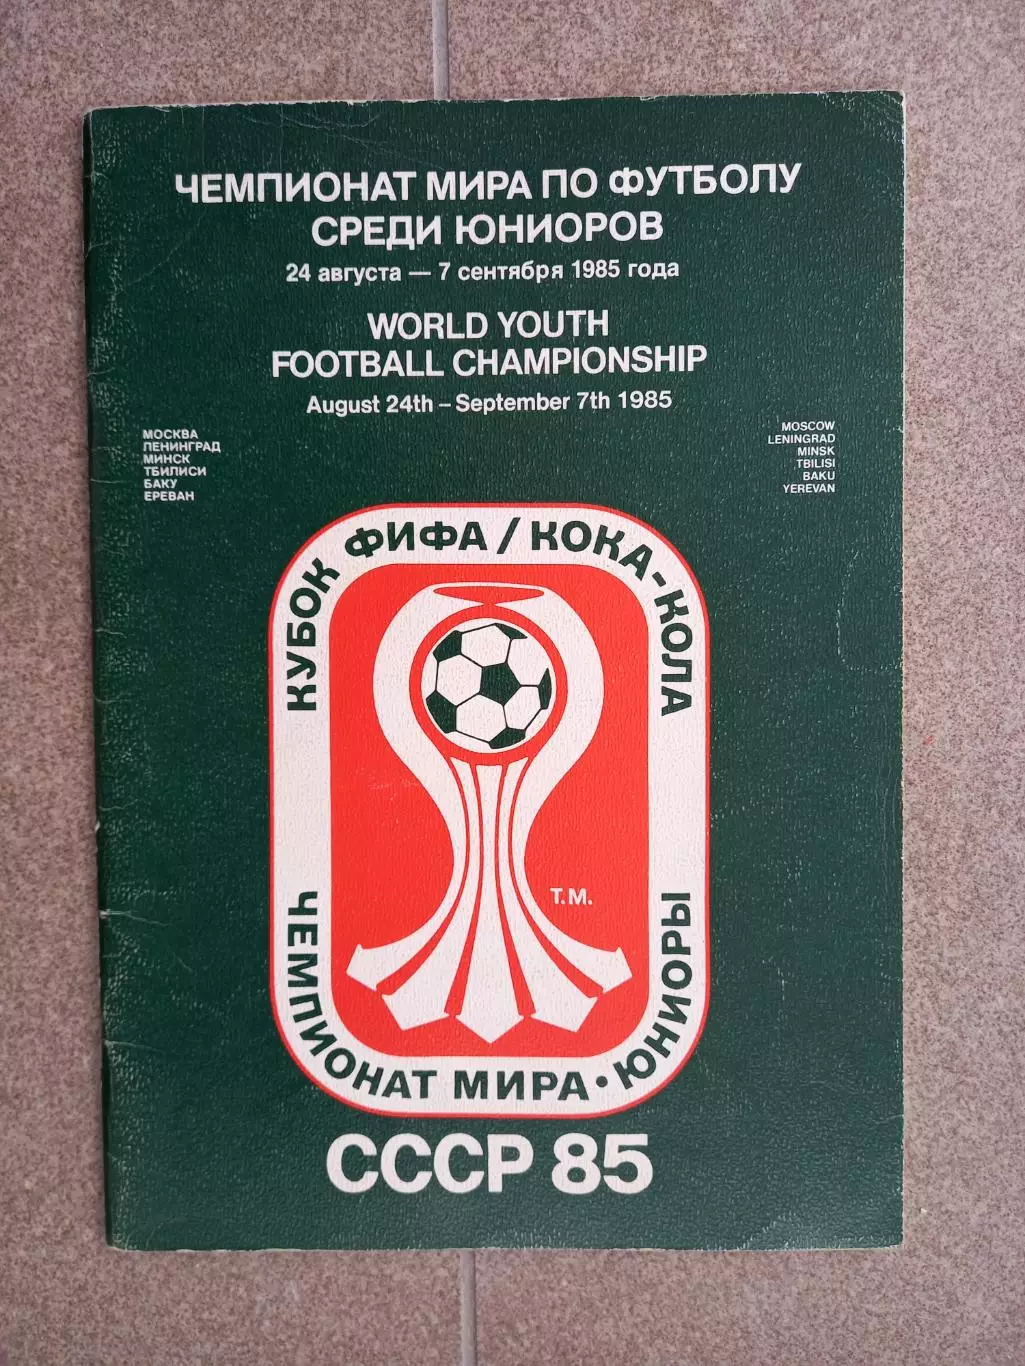 ЧЕМПИОНАТ МИРА ПО ФУТБОЛУ
СРЕДИ ЮНИОРОВ
24 августа — 7 сентября 1985 года
WORLD YOUTH
FOOTBALL CHAMPIONSHIP
August 24th – September 7th 1985
МОСКВА
ЛЕНИНГРАД
МИНСК
ТБИЛИСИ
БАКУ
ЕРЕВАН
MOSCOW
LENINGRAD
MINSK
TBILISI
BAKU
YEREVAN
КУБОК ФИФА/КОКА-КОЛА
T.M.
ЧЕМПИОНАТ МИРА·ЮНИОРЫ
СССР 85